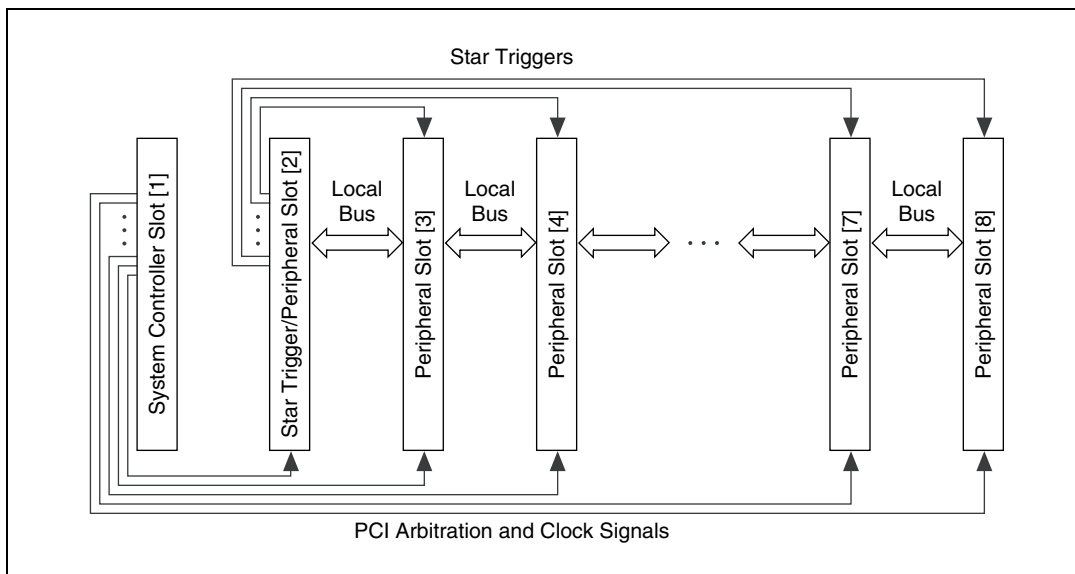 Star Triggers
System Controller Slot [1]
Star Trigger/Peripheral Slot [2]
Local
Bus
Peripheral Slot [3]
Local
Bus
Peripheral Slot [4]
Peripheral Slot [7]
Local
Bus
Peripheral Slot [8]
PCI Arbitration and Clock Signals